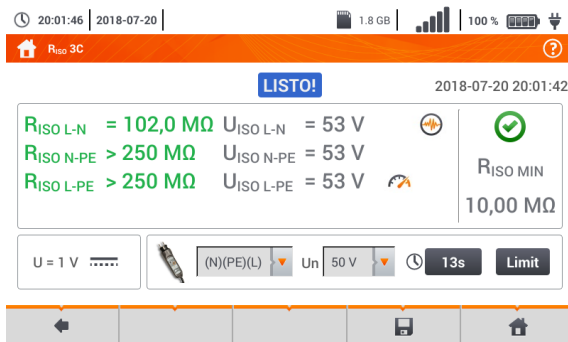 20:01:46 2018-07-20 1.8 GB 100 %
RISO 3C
LISTO! 2018-07-20 20:01:42
RISO L-N = 102,0 MΩ UISO L-N = 53 V
RISO N-PE > 250 MΩ UISO N-PE = 53 V
RISO L-PE > 250 MΩ UISO L-PE = 53 V
RISO MIN
10,00 MΩ
U = 1 V (N)(PE)(L) Un 50 V 13s Limit